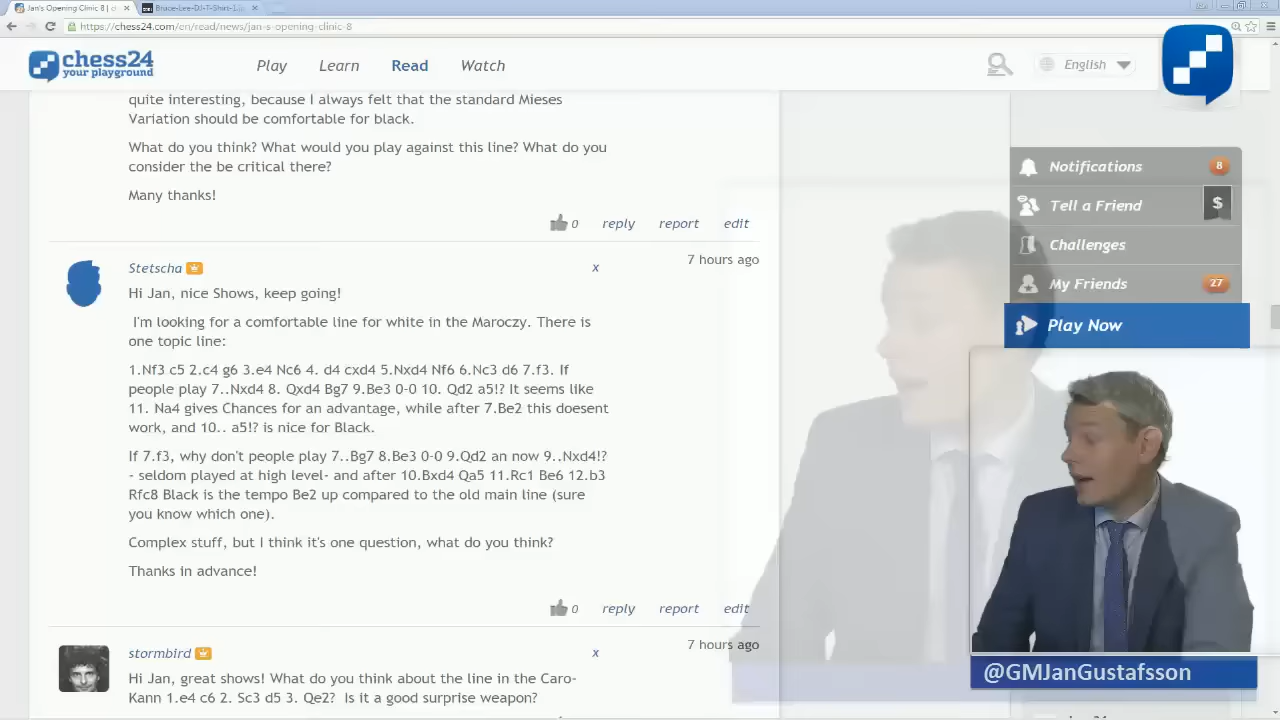 Jan's Opening Clinic 8 | c
Bruce-Lee-DJ-T-Shirt-1.j
https://chess24.com/en/read/news/jan-s-opening-clinic-8
chess24
your playground
Play
Learn
Read
Watch
English
quite interesting, because I always felt that the standard Mieses
Variation should be comfortable for black.
What do you think? What would you play against this line? What do you
consider the be critical there?
Many thanks!
0 reply report edit
Stetscha
x
7 hours ago
Hi Jan, nice Shows, keep going!
I'm looking for a comfortable line for white in the Maroczy. There is
one topic line:
1.Nf3 c5 2.c4 g6 3.e4 Nc6 4. d4 cxd4 5.Nxd4 Nf6 6.Nc3 d6 7.f3. If
people play 7..Nxd4 8. Qxd4 Bg7 9.Be3 0-0 10. Qd2 a5!? It seems like
11. Na4 gives Chances for an advantage, while after 7.Be2 this doesent
work, and 10.. a5!? is nice for Black.
If 7.f3, why don't people play 7..Bg7 8.Be3 0-0 9.Qd2 an now 9..Nxd4!?
- seldom played at high level- and after 10.Bxd4 Qa5 11.Rc1 Be6 12.b3
Rfc8 Black is the tempo Be2 up compared to the old main line (sure
you know which one).
Complex stuff, but I think it's one question, what do you think?
Thanks in advance!
0 reply report edit
stormbird
x
7 hours ago
Hi Jan, great shows! What do you think about the line in the Caro-
Kann 1.e4 c6 2. Sc3 d5 3. Qe2? Is it a good surprise weapon?
Notifications
8
Tell a Friend
$
Challenges
My Friends
27
Play Now
@GMJanGustafsson